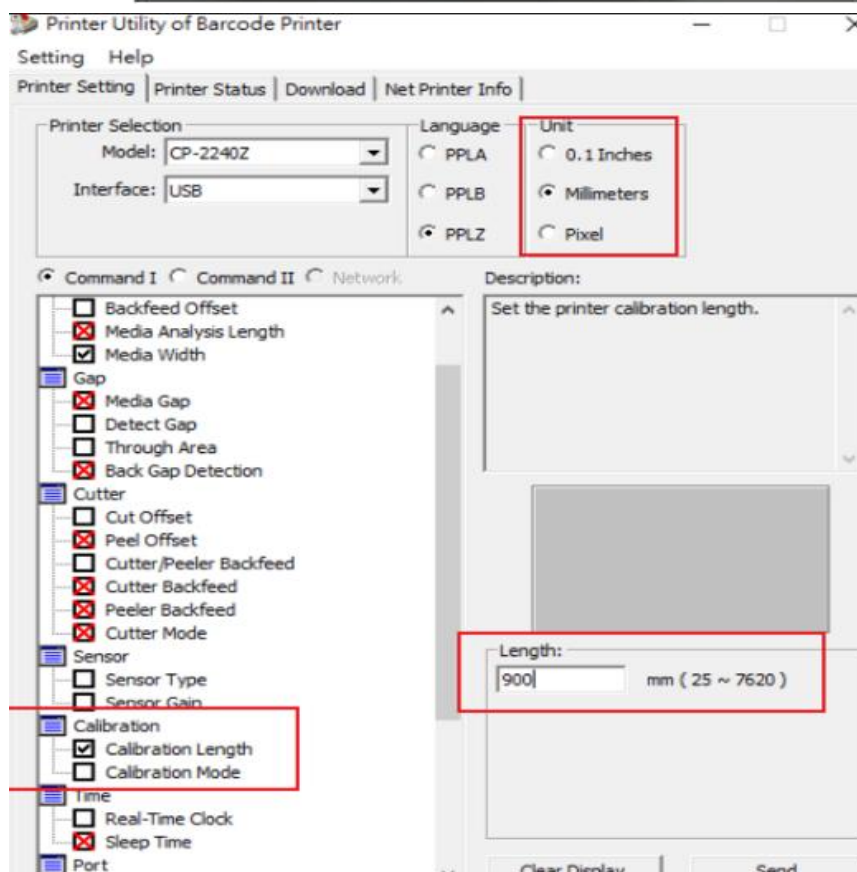 Printer Utility of Barcode Printer
Setting Help
Printer Setting Printer Status Download Net Printer Info
Printer Selection Language Unit
Model: CP-2240Z PPLA 0.1 Inches
Interface: USB PPLB Milimeters
PPLZ Pixel
Command I Command II Network Description:
Backfeed Offset Set the printer calibration length.
Media Analysis Length
Media Width
Gap
Media Gap
Detect Gap
Through Area
Back Gap Detection
Cutter
Cut Offset
Peel Offset
Cutter/Peeler Backfeed
Cutter Backfeed
Peeler Backfeed
Cutter Mode
Sensor Length:
Sensor Type 900 mm ( 25 ~ 7620 )
Sensor Gain
Calibration
Calibration Length
Calibration Mode
Time
Real-Time Clock
Sleep Time
Port Clear Display Send